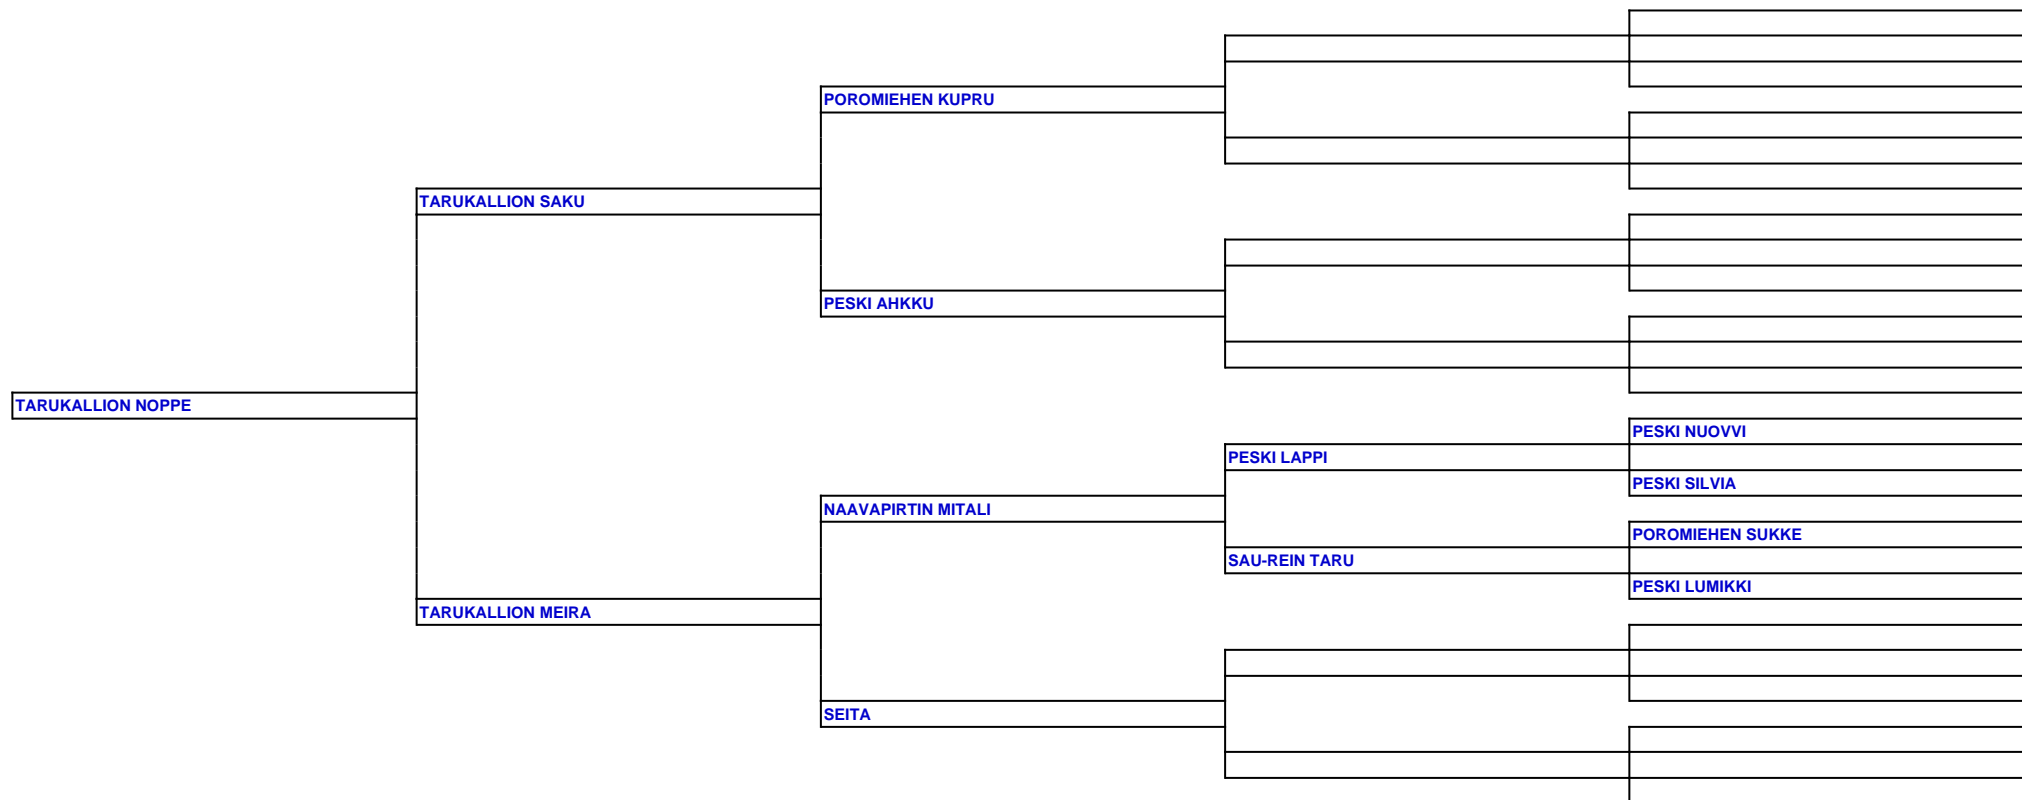 POROMIEHEN KUPRU
TARUKALLION SAKU
PESKI AHKKU
TARUKALLION NOPPE
PESKI NUOVVI
PESKI LAPPI
PESKI SILVIA
NAAVAPIRTIN MITALI
POROMIEHEN SUKKE
SAU-REIN TARU
PESKI LUMIKKI
TARUKALLION MEIRA
SEITA